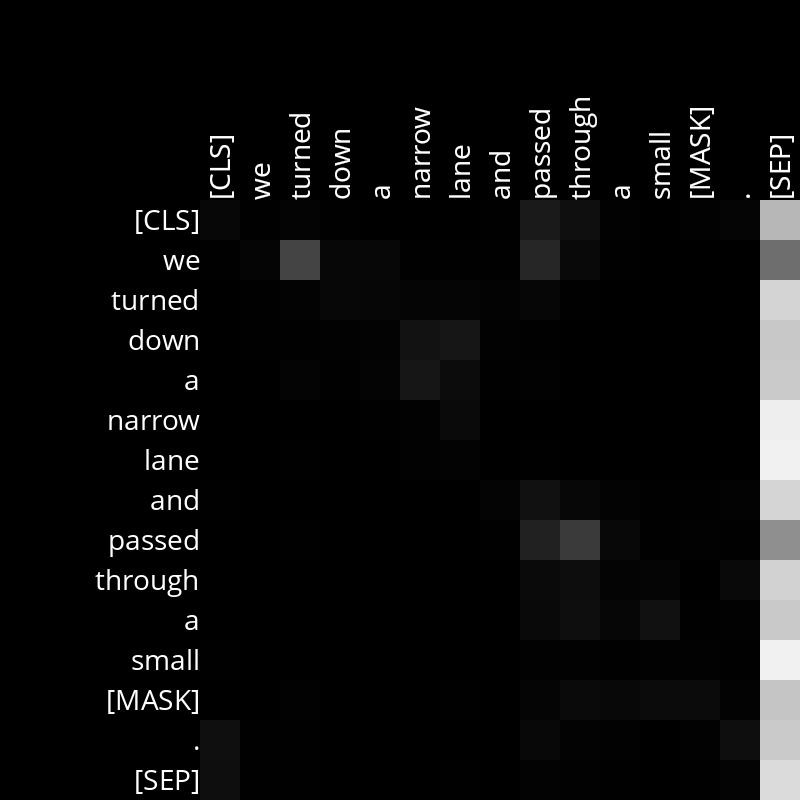 [CLS] we turned down a narrow lane and passed through a small [MASK] . [SEP]
[CLS]
we
turned
down
a
narrow
lane
and
passed
through
a
small
[MASK]
.
[SEP]